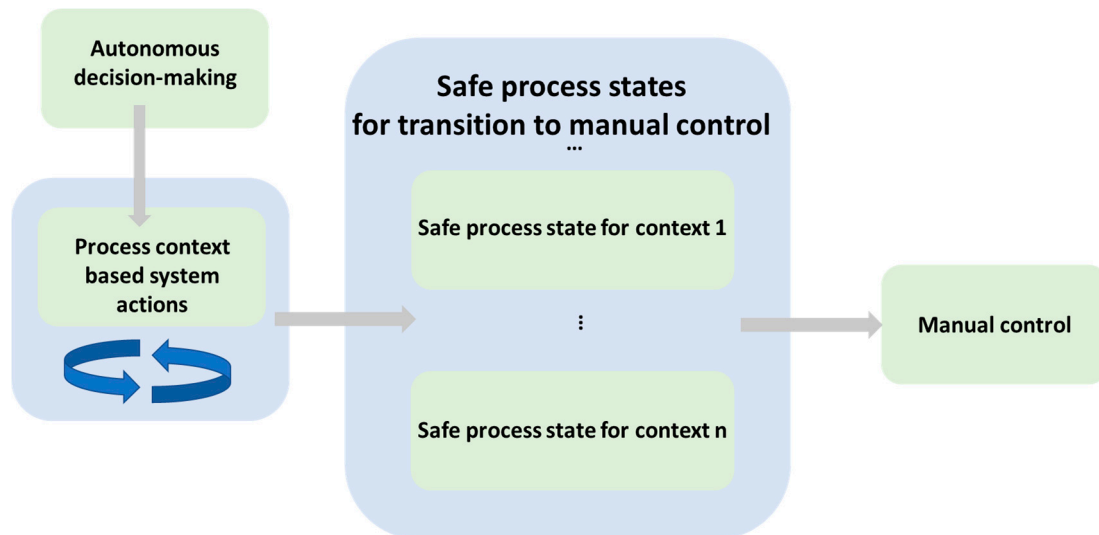 Autonomous
decision-making
Process context
based system
actions
Safe process states
for transition to manual control
...
Safe process state for context 1
⋮
Safe process state for context n
Manual control